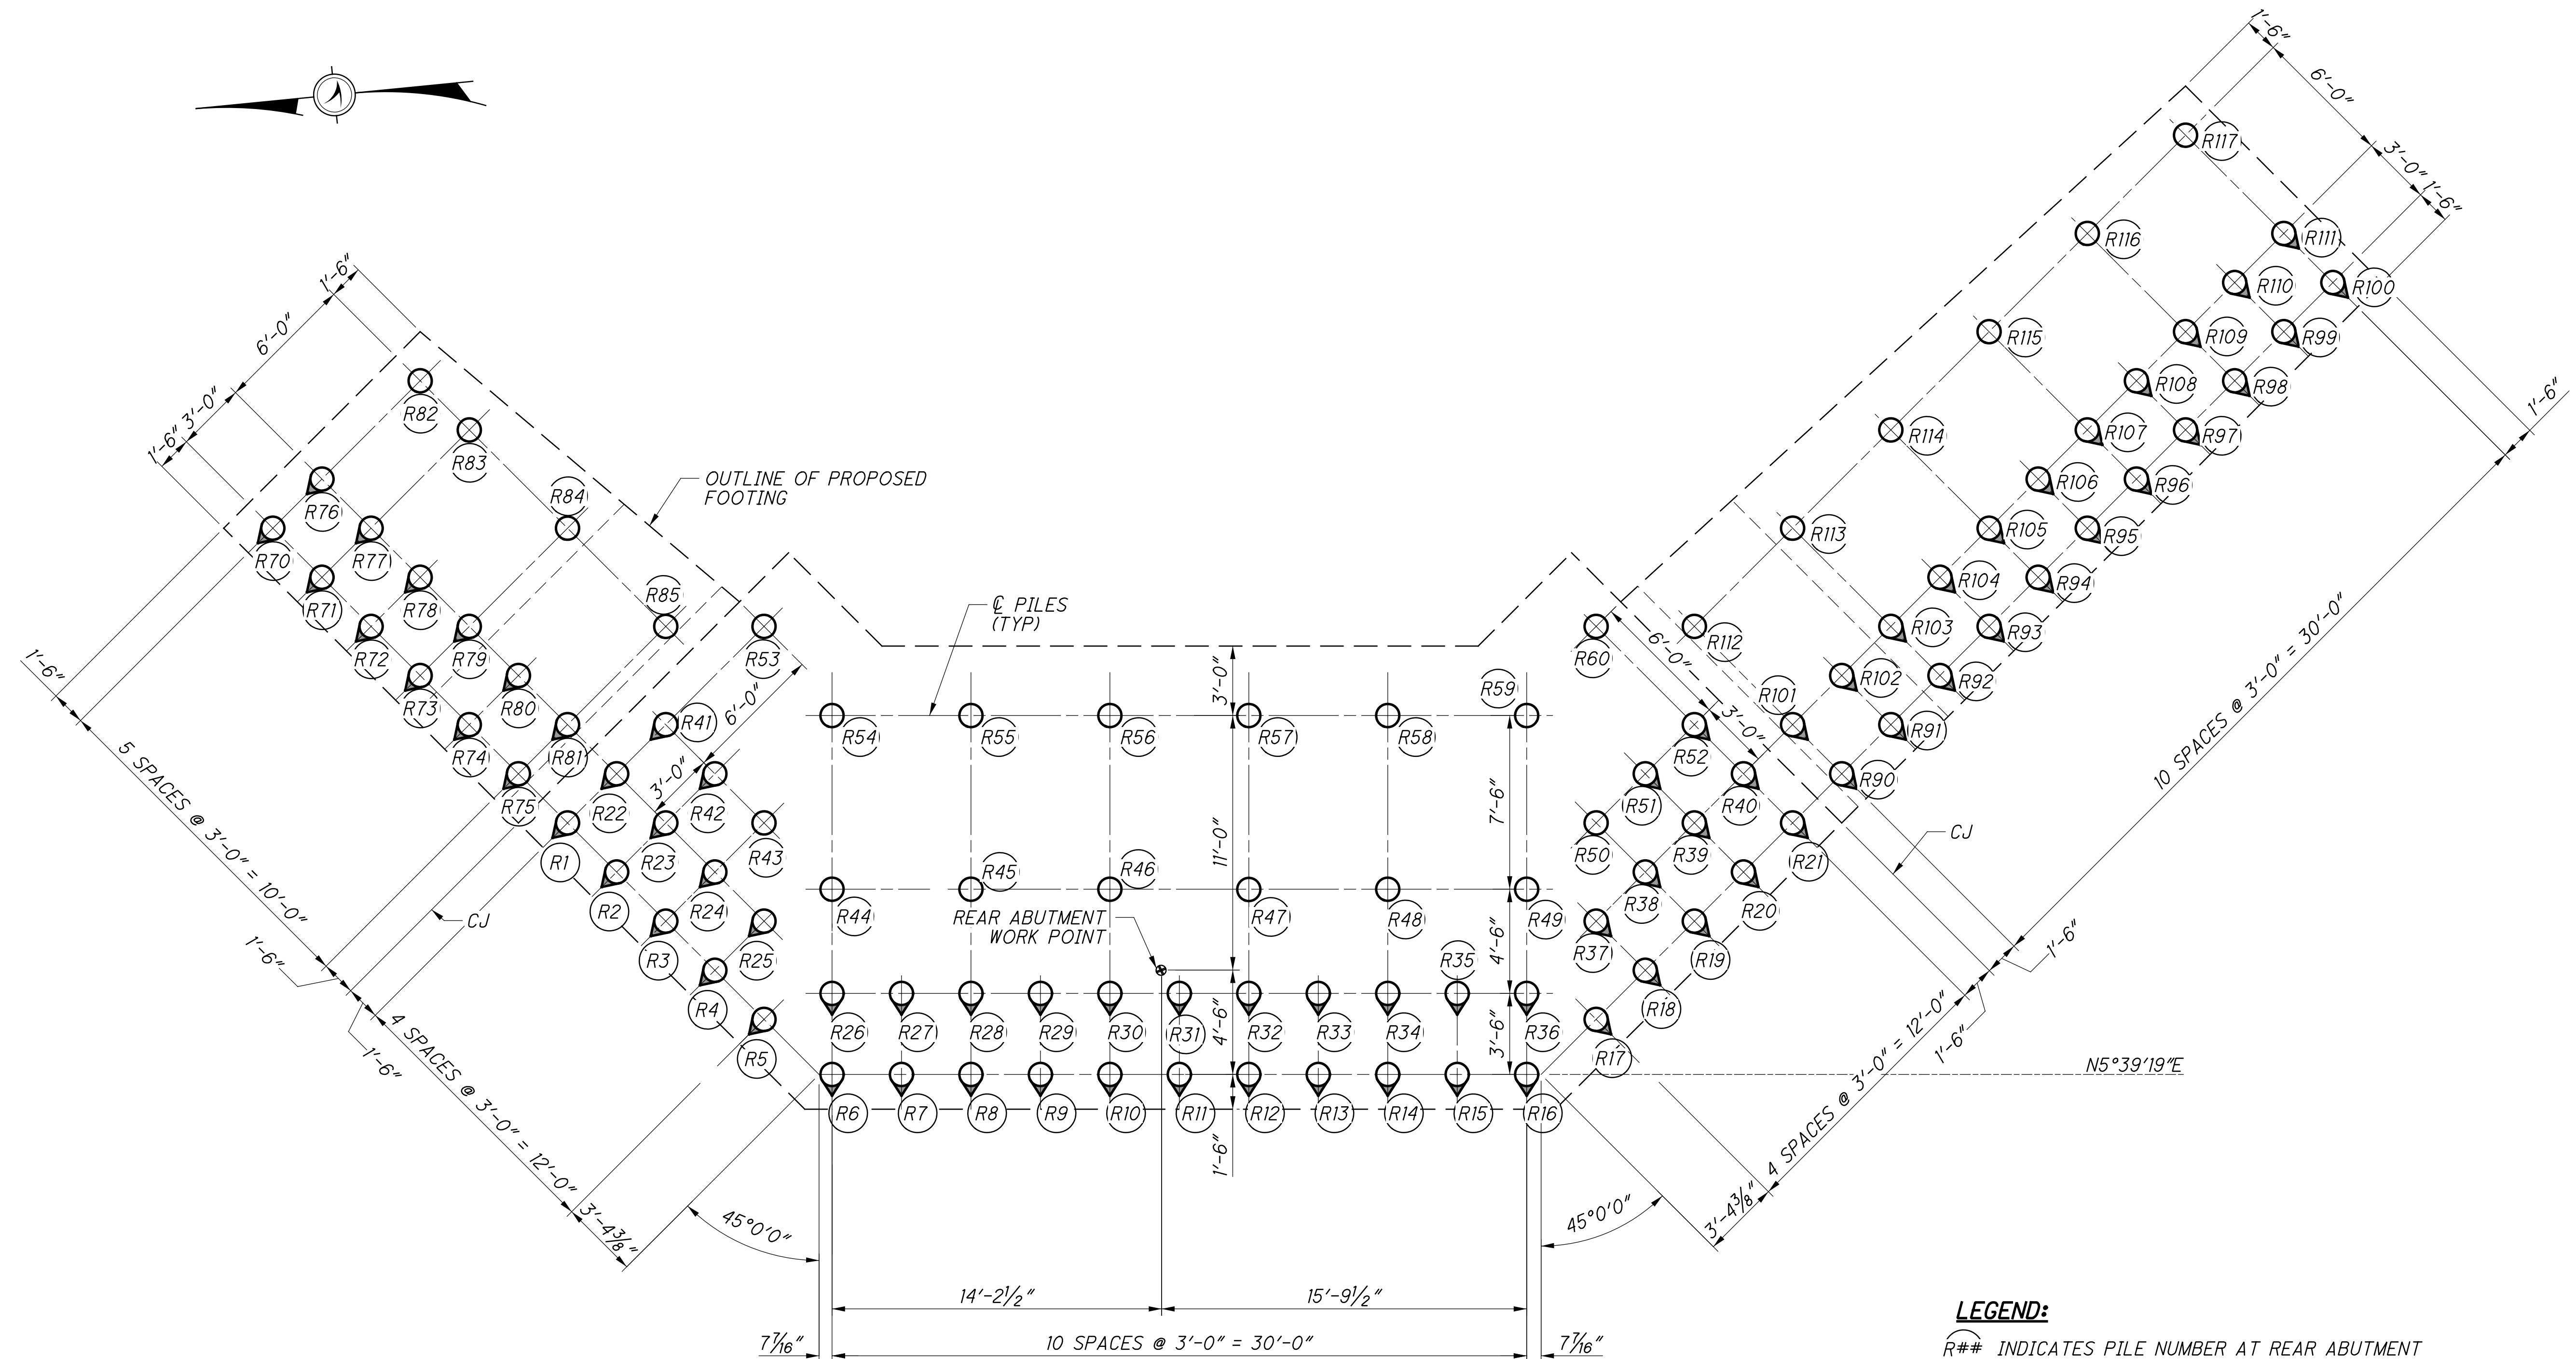 1'-6"
6'-0"
3'-0"
1'-6"
R117
R116
R111
R115
R110
R100
R109
R99
R114
R108
R98
R107
R97
R113
R106
R96
R105
R95
R112
R104
R94
R103
R93
R102
R92
R101
R91
R90
1'-6"
10 SPACES @ 3'-0" = 30'-0"
1'-6"
CJ
1'-6"
6'-0"
3'-0"
1'-6"
R82
R83
R84
R85
R76
R77
R78
R79
R80
R81
R70
R71
R72
R73
R74
R75
OUTLINE OF PROPOSED
FOOTING
1'-6"
5 SPACES @ 3'-0" = 10'-0"
1'-6"
CJ
1'-6"
4 SPACES @ 3'-0" = 12'-0"
3'-4 3/8"
45°0'0"
R53
6'-0"
3'-0"
R41
R42
R43
R22
R23
R24
R25
R1
R2
R3
R4
R5
℄ PILES
(TYP)
3'-0"
11'-0"
4'-6"
1'-6"
7'-6"
4'-6"
3'-6"
R54
R55
R56
R57
R58
R59
R44
R45
R46
R47
R48
R49
REAR ABUTMENT
WORK POINT
R26
R27
R28
R29
R30
R31
R32
R33
R34
R35
R36
R6
R7
R8
R9
R10
R11
R12
R13
R14
R15
R16
R60
6'-0"
3'-0"
R52
R51
R50
R40
R39
R38
R37
R21
R20
R19
R18
R17
N5°39'19"E
1'-6"
4 SPACES @ 3'-0" = 12'-0"
3'-4 3/8"
45°0'0"
14'-2 1/2"
15'-9 1/2"
7 7/16"
10 SPACES @ 3'-0" = 30'-0"
7 7/16"
LEGEND:
R## INDICATES PILE NUMBER AT REAR ABUTMENT